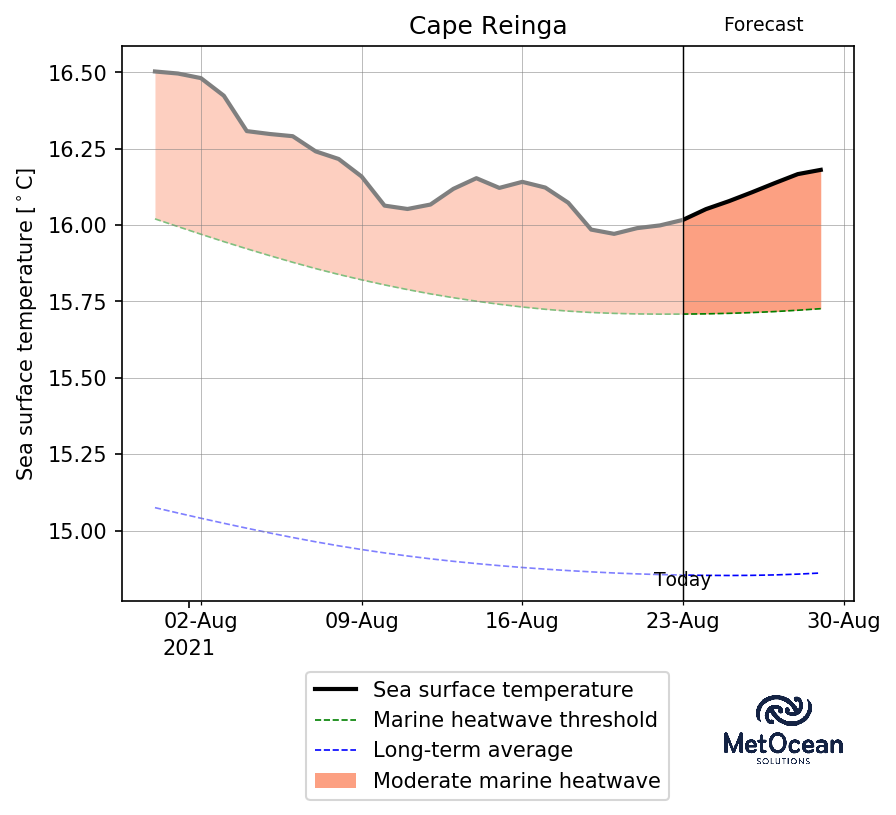 Cape Reinga
Forecast
Sea surface temperature [°C]
16.50
16.25
16.00
15.75
15.50
15.25
15.00
Today
02-Aug 09-Aug 16-Aug 23-Aug 30-Aug
2021
Sea surface temperature
Marine heatwave threshold
Long-term average
Moderate marine heatwave
MetOcean
SOLUTIONS